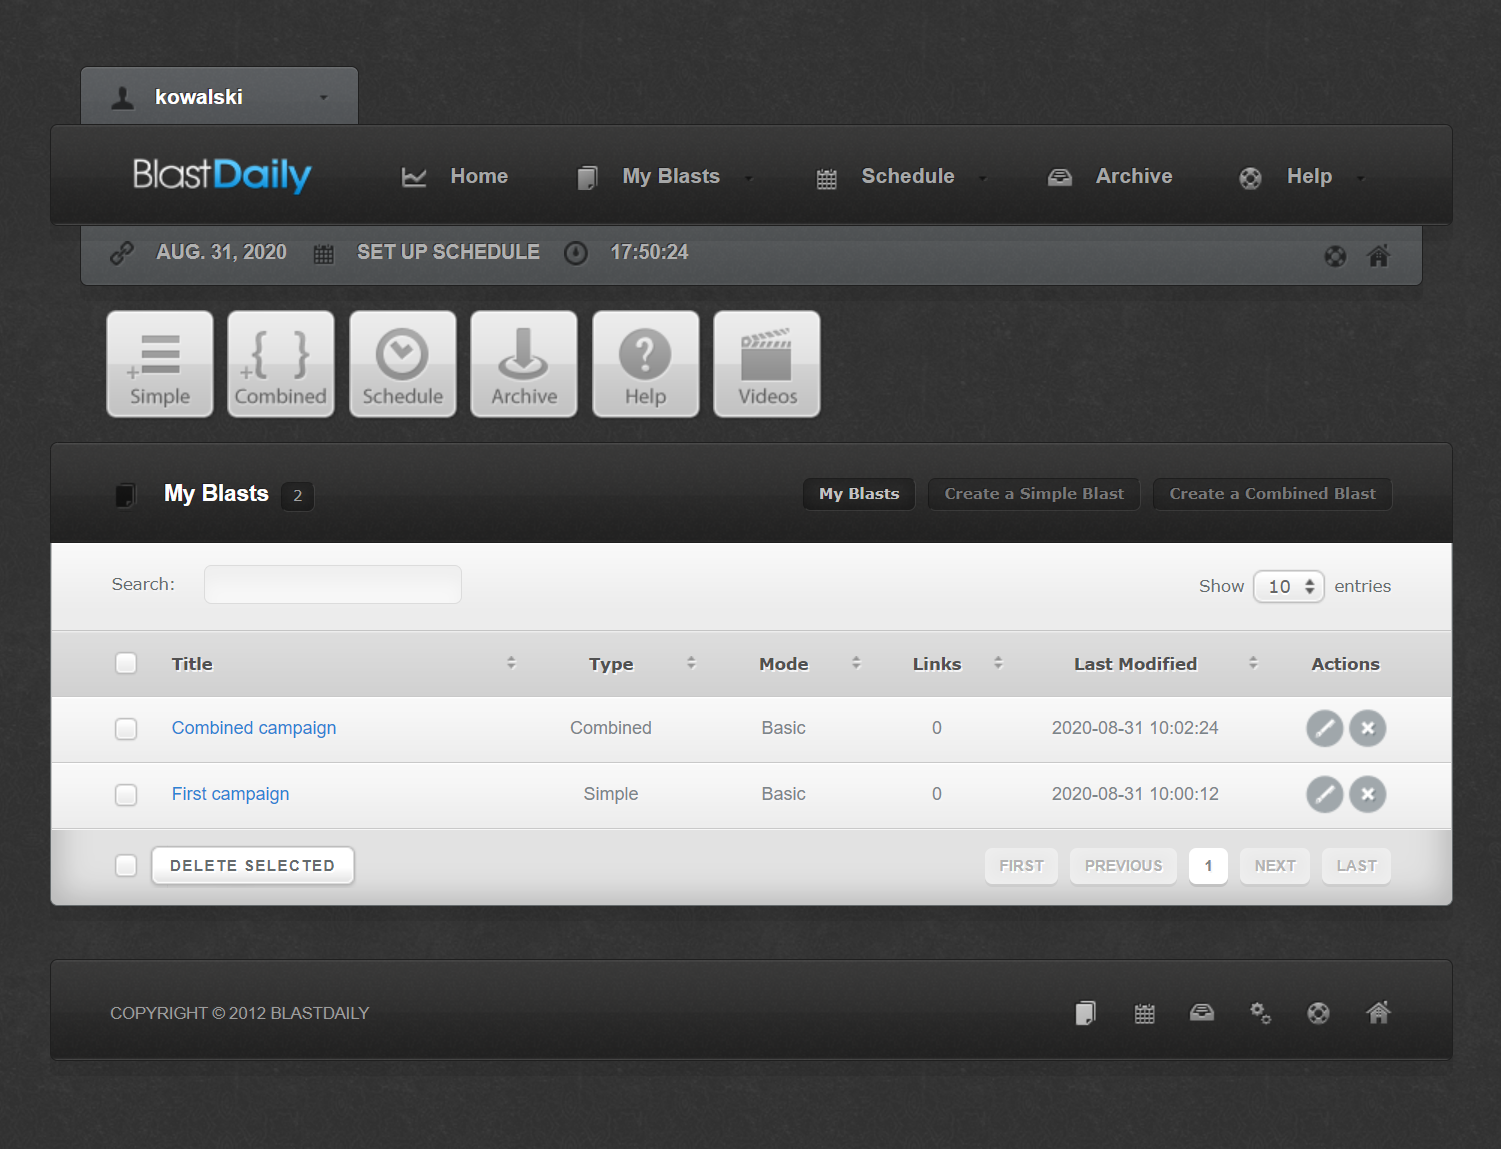 kowalski
BlastDaily Home My Blasts Schedule Archive Help
AUG. 31, 2020 SET UP SCHEDULE 17:50:24
Simple Combined Schedule Archive Help Videos
My Blasts 2 My Blasts Create a Simple Blast Create a Combined Blast
Search: Show 10 entries
Title Type Mode Links Last Modified Actions
Combined campaign Combined Basic 0 2020-08-31 10:02:24
First campaign Simple Basic 0 2020-08-31 10:00:12
DELETE SELECTED FIRST PREVIOUS 1 NEXT LAST
COPYRIGHT © 2012 BLASTDAILY